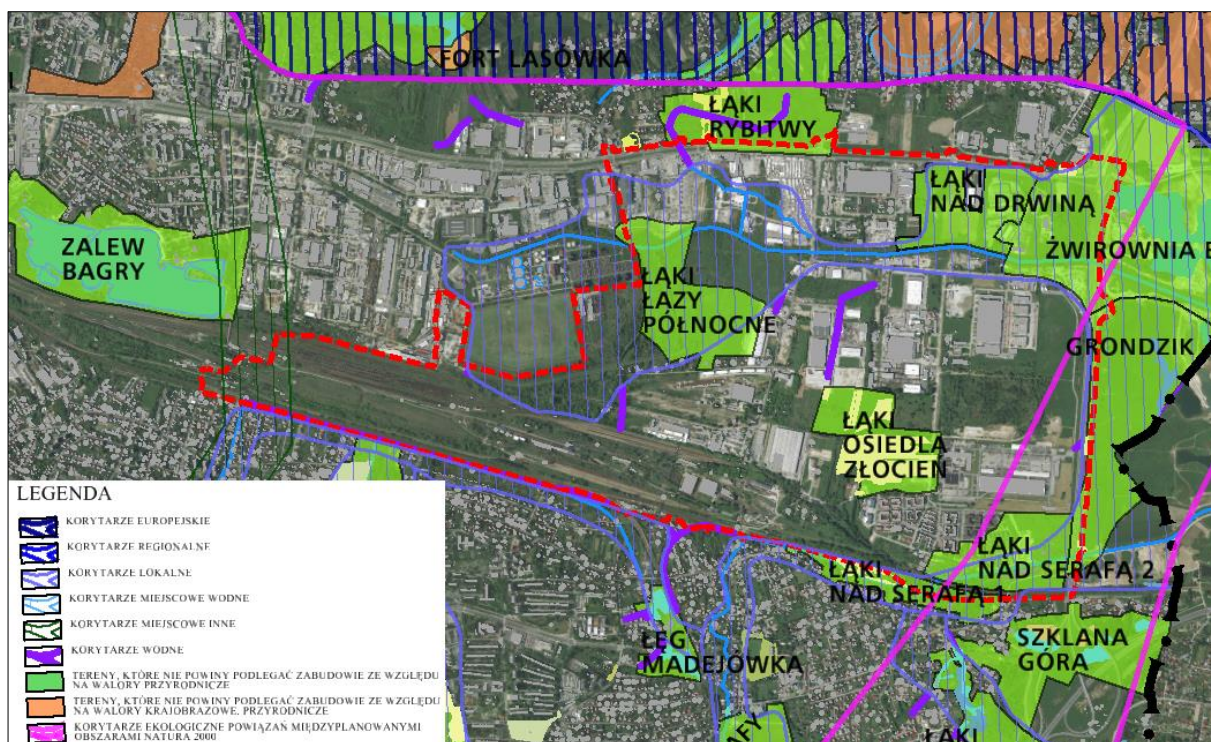 FORT LASÓWKA
ŁĄKI
RYBITWY
ŁĄKI
NAD DRWINĄ
ZALEW
BAGRY
ŻWIROWNIA B
ŁĄKI
ŁAZY
PÓŁNOCNE
GRONDZIK
ŁĄKI
OSIEDLA
ZŁOCIEŃ
ŁĄKI
NAD SERAFĄ 2
ŁĄKI
NAD SERAFĄ 1
ŁĘG
MADEJÓWKA
SZKLANA
GÓRA
AFY
ŁĄKI
LEGENDA
KORYTARZE EUROPEJSKIE
KORYTARZE REGIONALNE
KORYTARZE LOKALNE
KORYTARZE MIEJSCOWE WODNE
KORYTARZE MIEJSCOWE INNE
KORYTARZE WODNE
TERENY, KTÓRE NIE POWINY PODLEGAĆ ZABUDOWIE ZE WZGLĘDU
NA WALORY PRZYRODNICZE
TERENY, KTÓRE NIE POWINY PODLEGAĆ ZABUDOWIE ZE WZGLĘDU
NA WALORY KRAJOBRAZOWE, PRZYRODNICZE
KORYTARZE EKOLOGICZNE POWIĄZAŃ MIĘDZYPLANOWANYMI
OBSZARAMI NATURA 2000